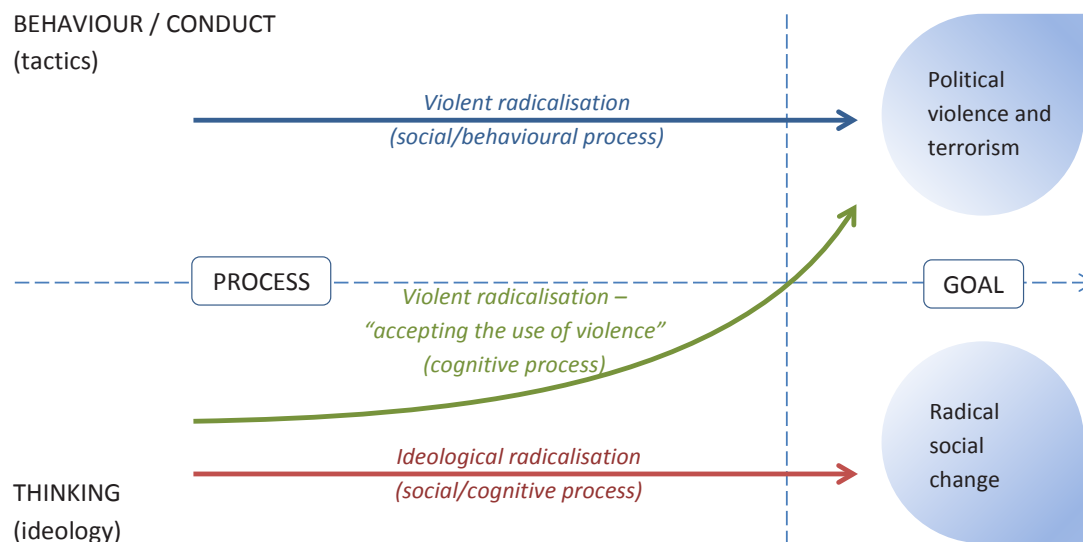 BEHAVIOUR / CONDUCT
(tactics)
Violent radicalisation
(social/behavioural process)
Political
violence and
terrorism
PROCESS
GOAL
Violent radicalisation –
“accepting the use of violence”
(cognitive process)
Ideological radicalisation
(social/cognitive process)
Radical
social
change
THINKING
(ideology)